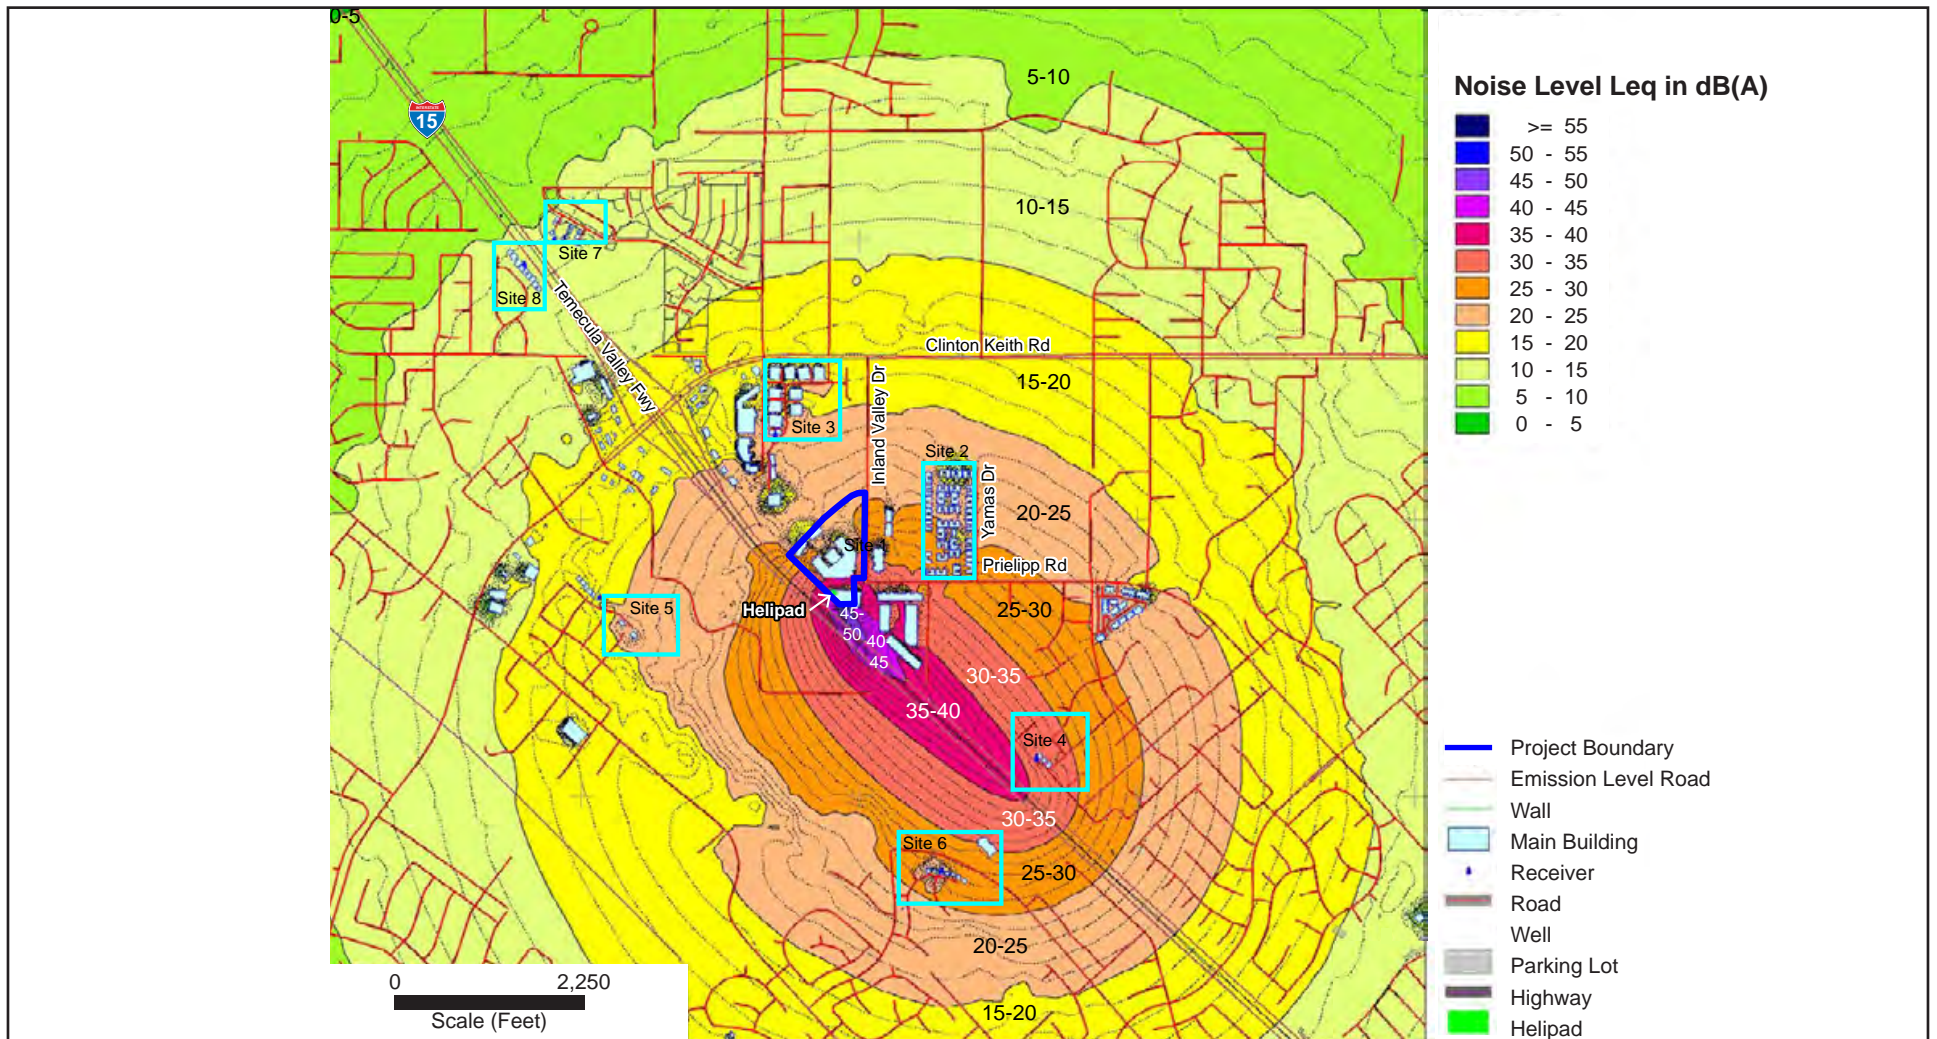 0-5
5-10
INTERSTATE
15
10-15
Site 7
Site 8
Temecula Valley Fwy
Clinton Keith Rd
15-20
Inland Valley Dr
Site 3
Site 2
Yamas Dr
20-25
Site 1
Prielipp Rd
Helipad
25-30
Site 5
45-
50
40
45
30-35
35-40
Site 4
30-35
Site 6
25-30
20-25
15-20
0 2,250
Scale (Feet)
Noise Level Leq in dB(A)
>= 55
50 - 55
45 - 50
40 - 45
35 - 40
30 - 35
25 - 30
20 - 25
15 - 20
10 - 15
5 - 10
0 - 5
Project Boundary
Emission Level Road
Wall
Main Building
Receiver
Road
Well
Parking Lot
Highway
Helipad